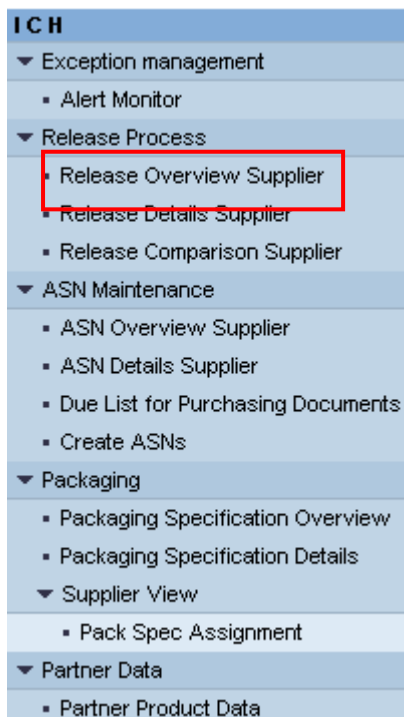 ICH
Exception management
Alert Monitor
Release Process
Release Overview Supplier
Release Details Supplier
Release Comparison Supplier
ASN Maintenance
ASN Overview Supplier
ASN Details Supplier
Due List for Purchasing Documents
Create ASNs
Packaging
Packaging Specification Overview
Packaging Specification Details
Supplier View
Pack Spec Assignment
Partner Data
Partner Product Data